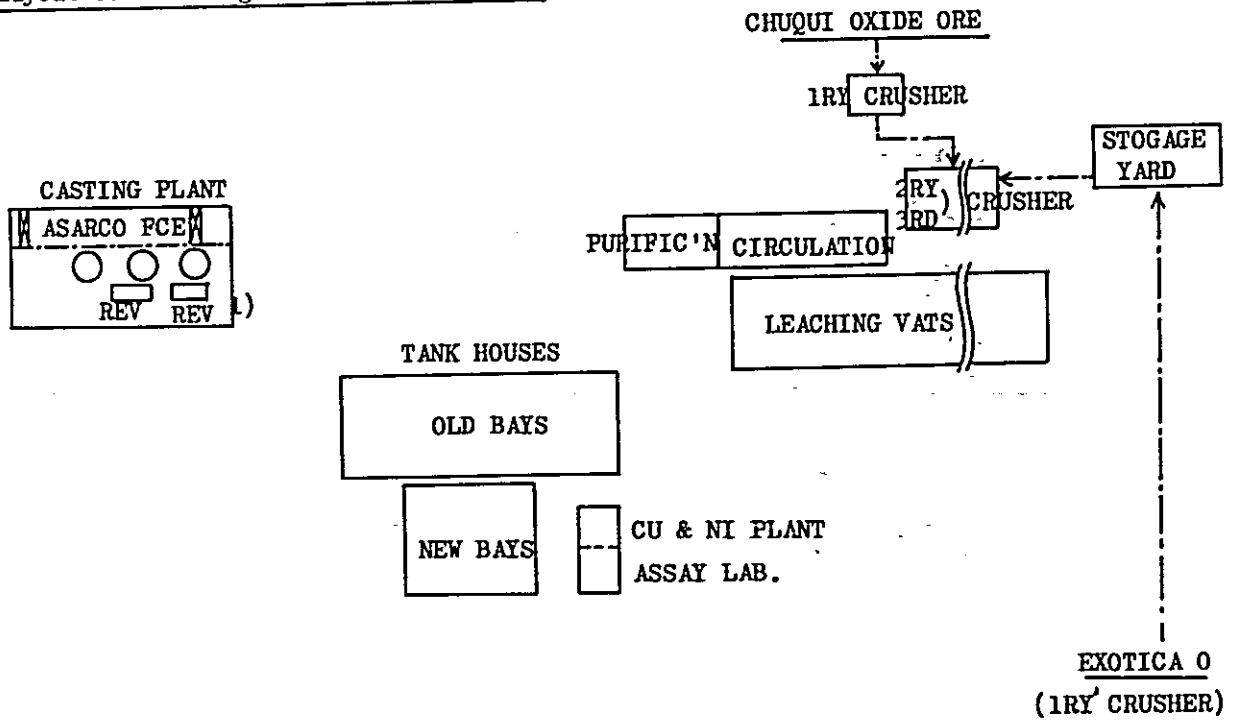 CHUQUI OXIDE ORE
1RY CRUSHER
STOGAGE
YARD
2RY
3RD
) CRUSHER
CASTING PLANT
ASARCO FCE
REV REV 1)
PURIFIC'N CIRCULATION
LEACHING VATS
TANK HOUSES
OLD BAYS
NEW BAYS
CU & NI PLANT
ASSAY LAB.
EXOTICA O
(1RY CRUSHER)